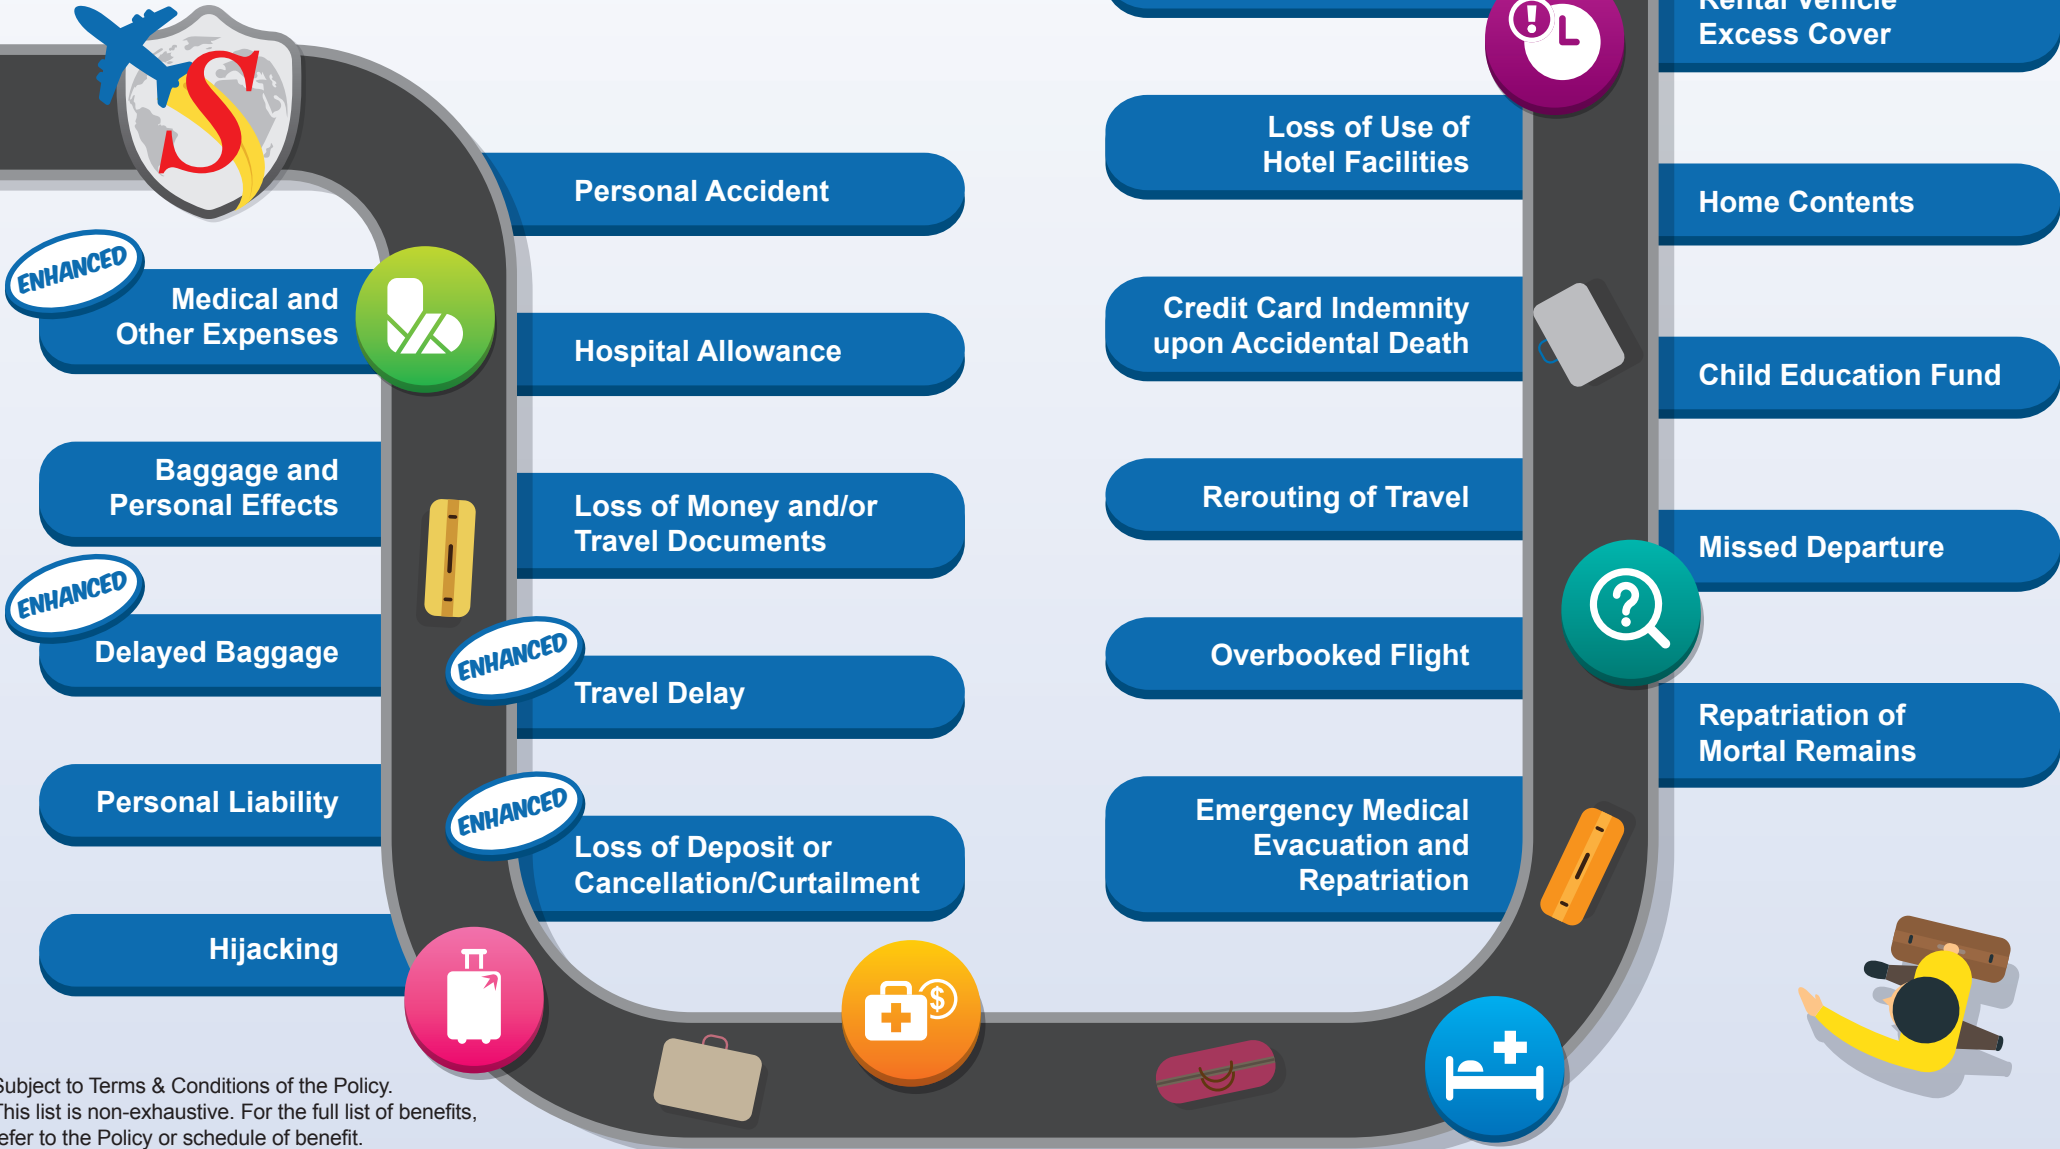 S
Personal Accident
ENHANCED
Medical and
Other Expenses
Hospital Allowance
Baggage and
Personal Effects
Loss of Money and/or
Travel Documents
ENHANCED
Delayed Baggage
ENHANCED
Travel Delay
Personal Liability
ENHANCED
Loss of Deposit or
Cancellation/Curtailment
Hijacking
Rental Vehicle
Excess Cover
Loss of Use of
Hotel Facilities
Home Contents
Credit Card Indemnity
upon Accidental Death
Child Education Fund
Rerouting of Travel
Missed Departure
Overbooked Flight
Repatriation of
Mortal Remains
Emergency Medical
Evacuation and
Repatriation
Subject to Terms & Conditions of the Policy.
This list is non-exhaustive. For the full list of benefits,
refer to the Policy or schedule of benefit.